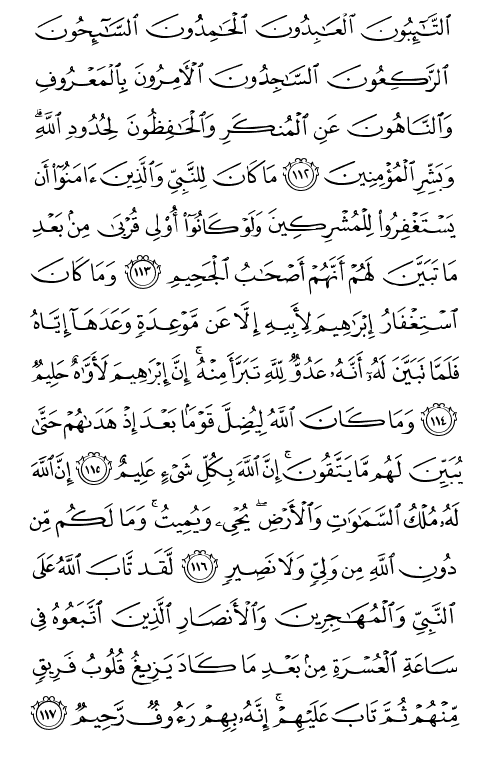 ٱلتَّـٰٓئِبُونَ ٱلْعَـٰبِدُونَ ٱلْحَـٰمِدُونَ ٱلسَّـٰٓئِحُونَ
ٱلرَّٰكِعُونَ ٱلسَّـٰجِدُونَ ٱلْـَٔامِرُونَ بِٱلْمَعْرُوفِ
وَٱلنَّاهُونَ عَنِ ٱلْمُنكَرِ وَٱلْحَـٰفِظُونَ لِحُدُودِ ٱللَّهِ ۗ
وَبَشِّرِ ٱلْمُؤْمِنِينَ ١١٢ مَا كَانَ لِلنَّبِىِّ وَٱلَّذِينَ ءَامَنُوٓا۟ أَن
يَسْتَغْفِرُوا۟ لِلْمُشْرِكِينَ وَلَوْ كَانُوٓا۟ أُو۟لِى قُرْبَىٰ مِنۢ بَعْدِ
مَا تَبَيَّنَ لَهُمْ أَنَّهُمْ أَصْحَـٰبُ ٱلْجَحِيمِ ١١٣ وَمَا كَانَ
ٱسْتِغْفَارُ إِبْرَٰهِيمَ لِأَبِيهِ إِلَّا عَن مَّوْعِدَةٍ وَعَدَهَآ إِيَّاهُ
فَلَمَّا تَبَيَّنَ لَهُۥٓ أَنَّهُۥ عَدُوٌّ لِّلَّهِ تَبَرَّأَ مِنْهُ ۚ إِنَّ إِبْرَٰهِيمَ لَأَوَّٰهٌ حَلِيمٌ
١١٤ وَمَا كَانَ ٱللَّهُ لِيُضِلَّ قَوْمًۢا بَعْدَ إِذْ هَدَىٰهُمْ حَتَّىٰ
يُبَيِّنَ لَهُم مَّا يَتَّقُونَ ۚ إِنَّ ٱللَّهَ بِكُلِّ شَىْءٍ عَلِيمٌ ١١٥ إِنَّ ٱللَّهَ
لَهُۥ مُلْكُ ٱلسَّمَـٰوَٰتِ وَٱلْأَرْضِ ۖ يُحْىِۦ وَيُمِيتُ ۚ وَمَا لَكُم مِّن
دُونِ ٱللَّهِ مِن وَلِىٍّ وَلَا نَصِيرٍ ١١٦ لَّقَد تَّابَ ٱللَّهُ عَلَى
ٱلنَّبِىِّ وَٱلْمُهَـٰجِرِينَ وَٱلْأَنصَارِ ٱلَّذِينَ ٱتَّبَعُوهُ فِى
سَاعَةِ ٱلْعُسْرَةِ مِنۢ بَعْدِ مَا كَادَ يَزِيغُ قُلُوبُ فَرِيقٍ
مِّنْهُمْ ثُمَّ تَابَ عَلَيْهِمْ ۚ إِنَّهُۥ بِهِمْ رَءُوفٌ رَّحِيمٌ ١١٧